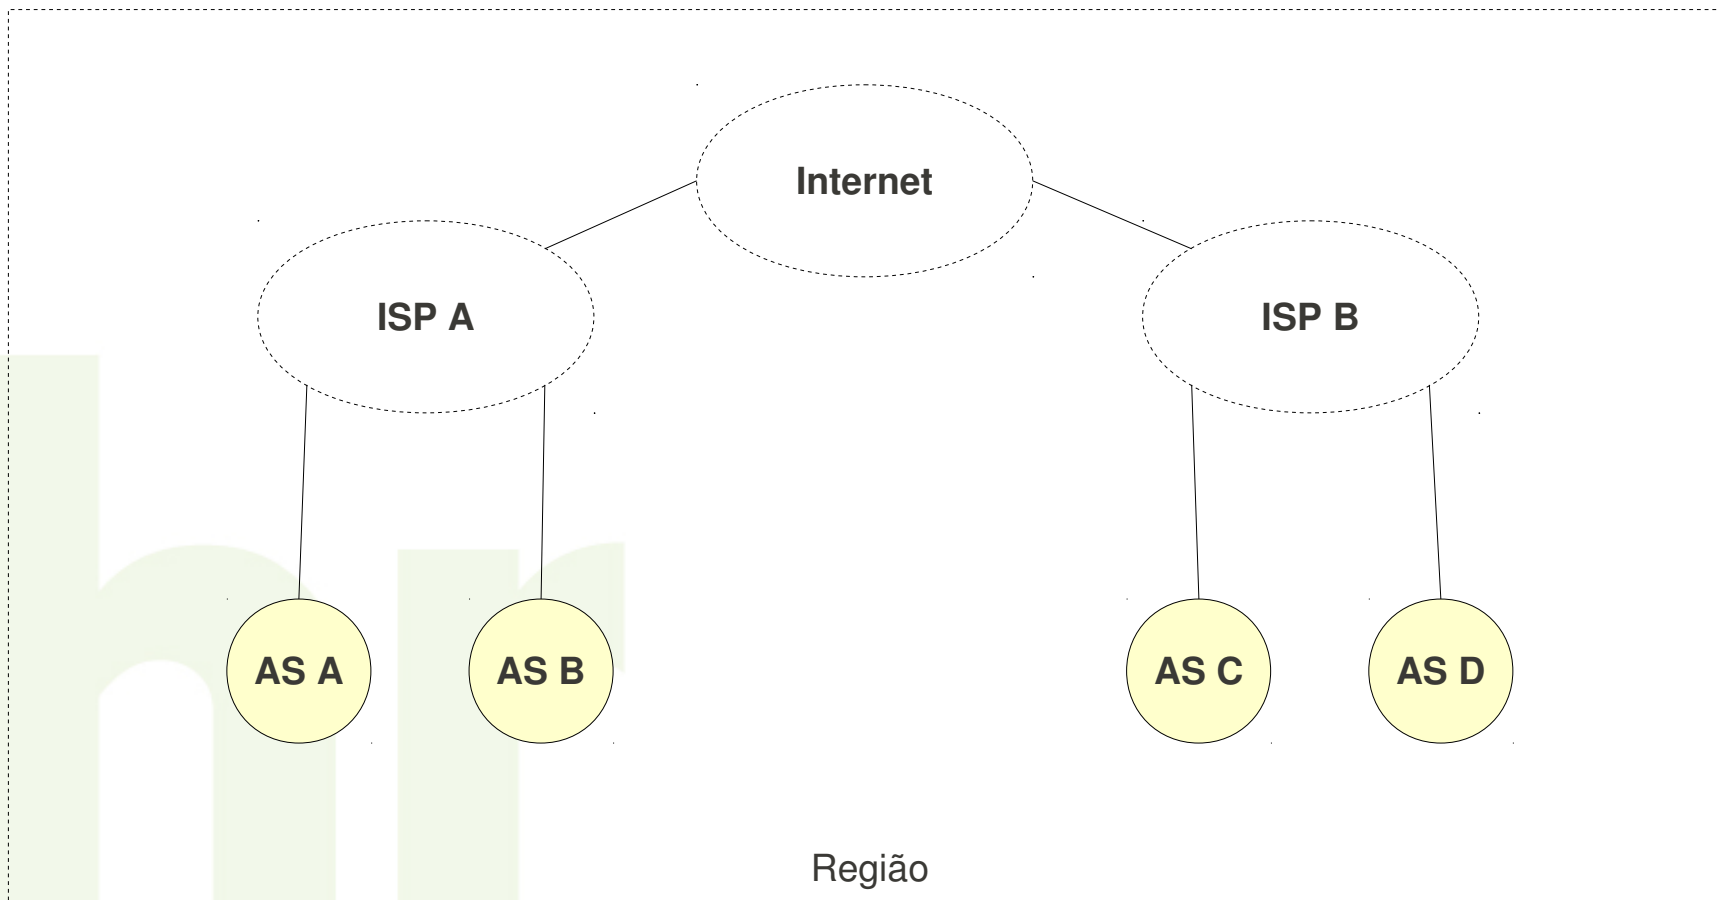 Internet
ISP A
ISP B
AS A
AS B
AS C
AS D
Região